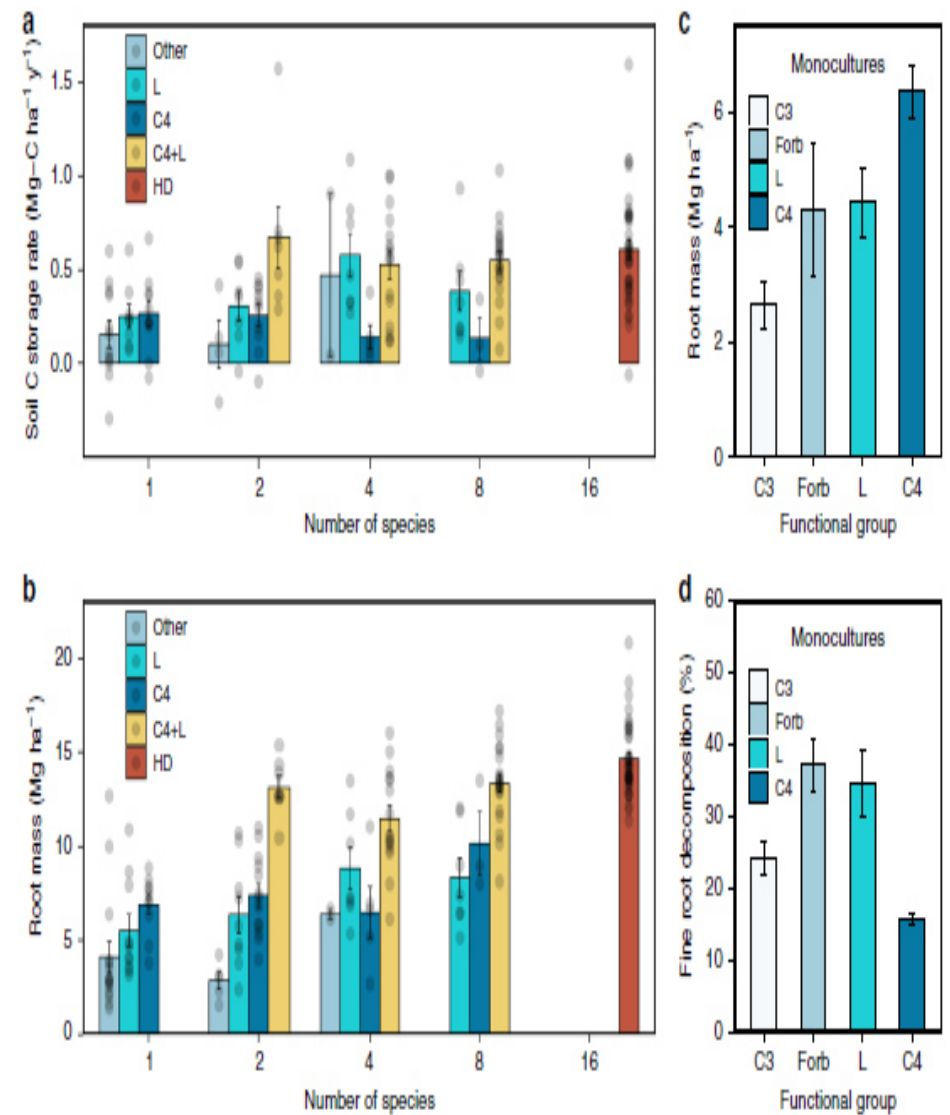 a
Soil C storage rate (Mg–C ha⁻¹ y⁻¹)
1.5
1.0
0.5
0.0
Other
L
C4
C4+L
HD
1 2 4 8 16
Number of species
c
Root mass (Mg ha⁻¹)
6
4
2
0
Monocultures
C3
Forb
L
C4
C3 Forb L C4
Functional group
b
Root mass (Mg ha⁻¹)
20
15
10
5
0
Other
L
C4
C4+L
HD
1 2 4 8 16
Number of species
d
Fine root decomposition (%)
60
50
40
30
20
10
0
Monocultures
C3
Forb
L
C4
C3 Forb L C4
Functional group